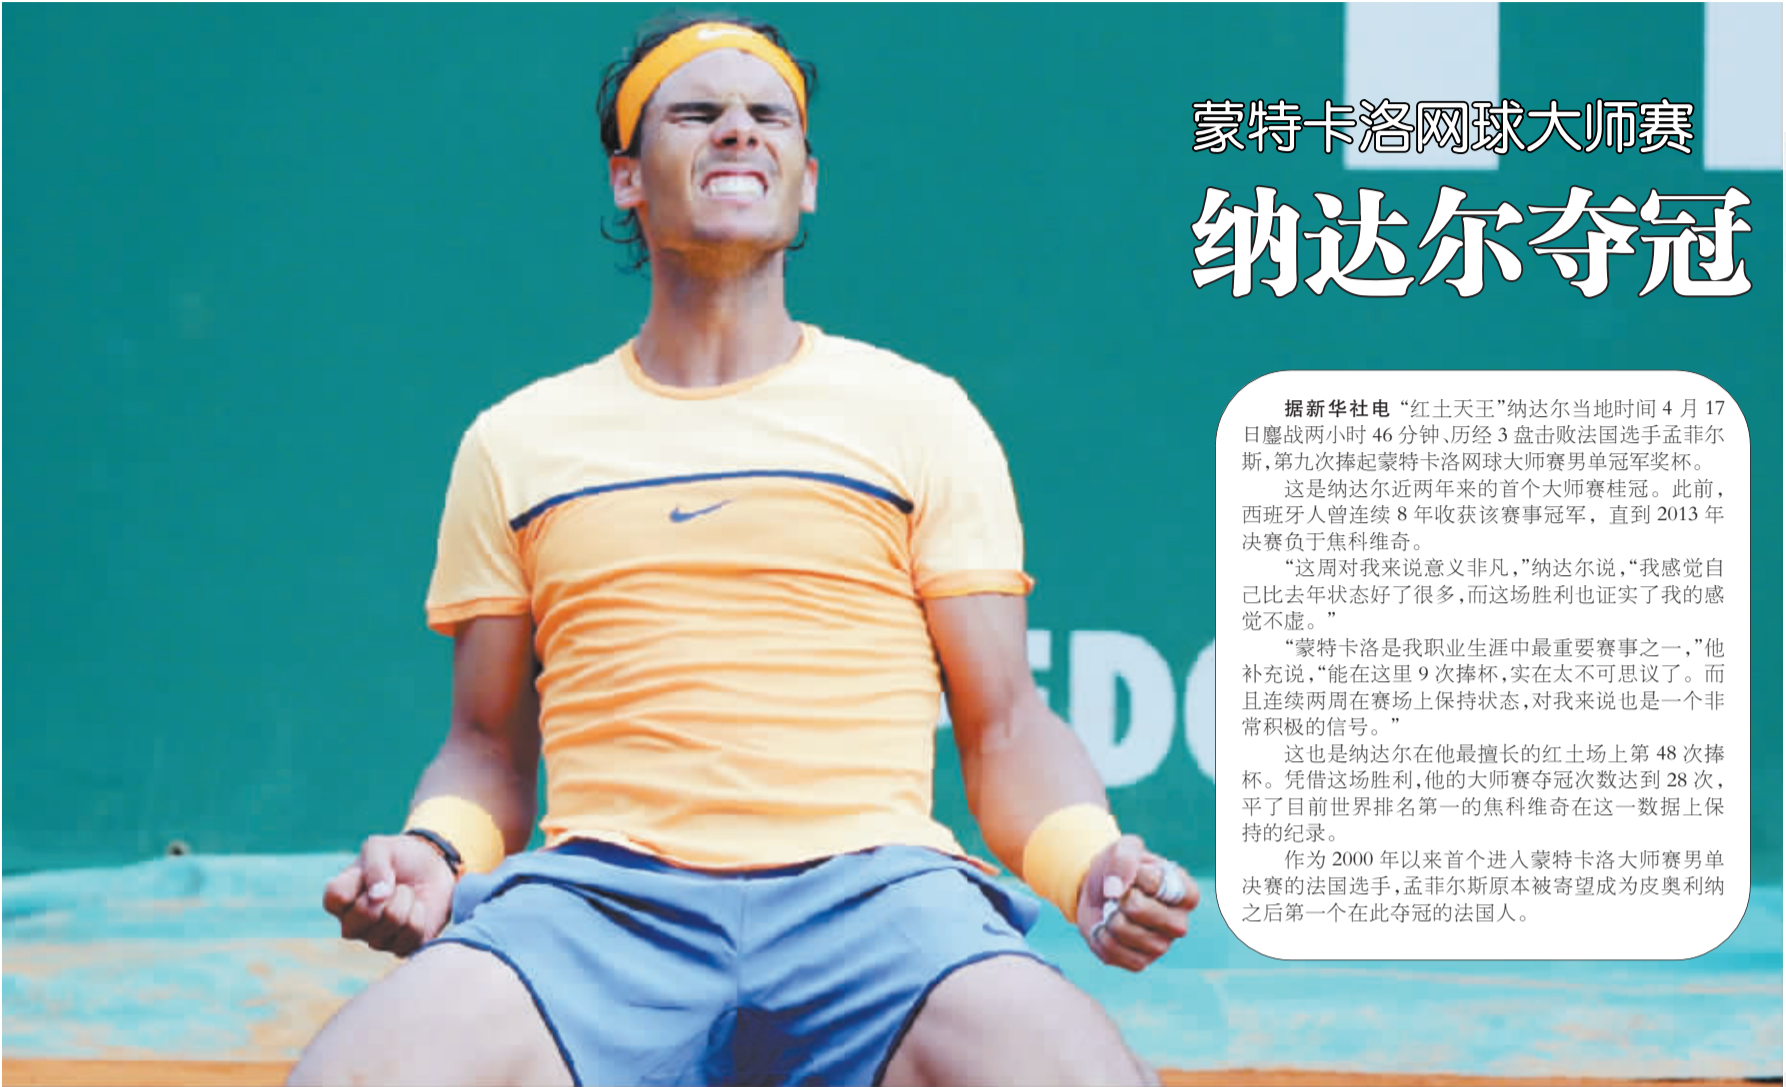 蒙特卡洛网球大师赛
纳达尔夺冠
据新华社电 “红土天王”纳达尔当地时间 4 月 17
日鏖战两小时 46 分钟、历经 3 盘击败法国选手孟菲尔
斯,第九次捧起蒙特卡洛网球大师赛男单冠军奖杯。
这是纳达尔近两年来的首个大师赛桂冠。此前,
西班牙人曾连续 8 年收获该赛事冠军，直到 2013 年
决赛负于焦科维奇。
“这周对我来说意义非凡,”纳达尔说,“我感觉自
己比去年状态好了很多,而这场胜利也证实了我的感
觉不虚。”
“蒙特卡洛是我职业生涯中最重要赛事之一,”他
补充说,“能在这里 9 次捧杯,实在太不可思议了。而
且连续两周在赛场上保持状态,对我来说也是一个非
常积极的信号。”
这也是纳达尔在他最擅长的红土场上第 48 次捧
杯。凭借这场胜利,他的大师赛夺冠次数达到 28 次,
平了目前世界排名第一的焦科维奇在这一数据上保
持的纪录。
作为 2000 年以来首个进入蒙特卡洛大师赛男单
决赛的法国选手,孟菲尔斯原本被寄望成为皮奥利纳
之后第一个在此夺冠的法国人。